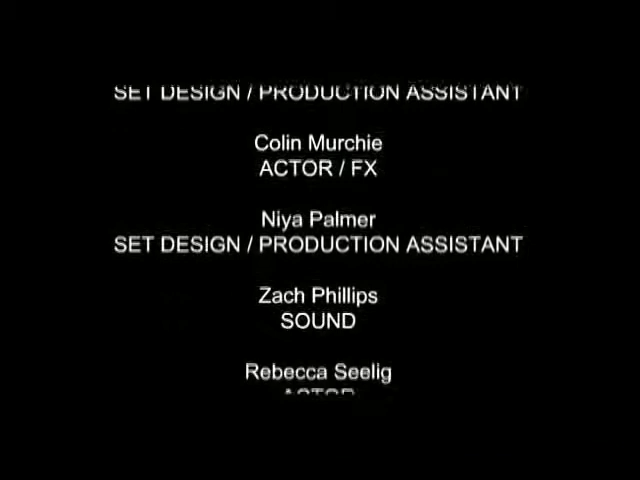 SET DESIGN / PRODUCTION ASSISTANT
Colin Murchie
ACTOR / FX
Niya Palmer
SET DESIGN / PRODUCTION ASSISTANT
Zach Phillips
SOUND
Rebecca Seelig
ACTOR